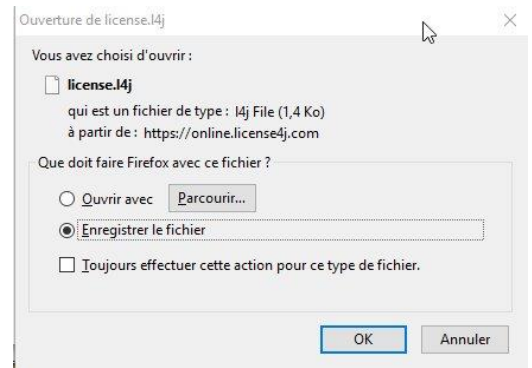 Ouverture de license.l4j
Vous avez choisi d'ouvrir :
license.l4j
qui est un fichier de type : l4j File (1,4 Ko)
à partir de : https://online.license4j.com
Que doit faire Firefox avec ce fichier ?
Ouvrir avec Parcourir...
Enregistrer le fichier
Toujours effectuer cette action pour ce type de fichier.
OK Annuler